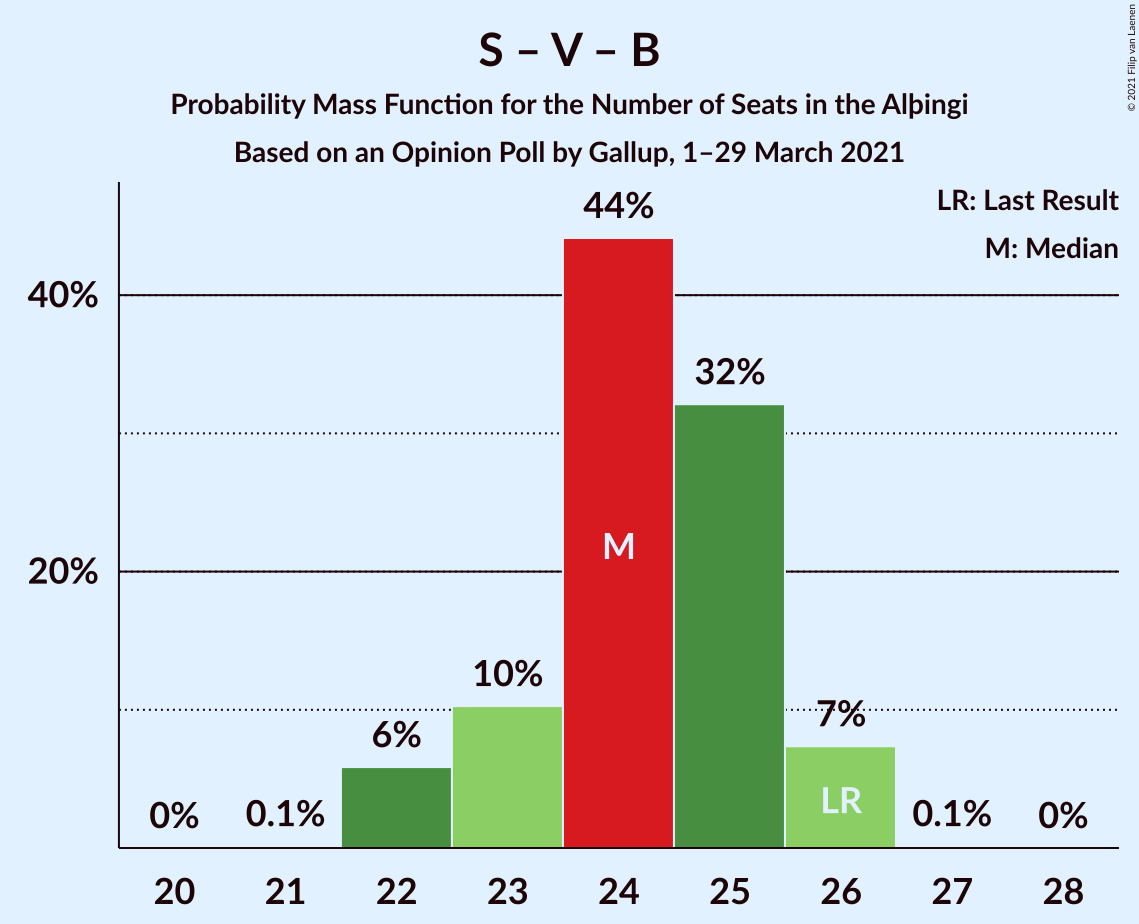 S – V – B
Probability Mass Function for the Number of Seats in the Alþingi
Based on an Opinion Poll by Gallup, 1–29 March 2021
© 2021 Filip van Laenen
LR: Last Result
M: Median
44%
40%
32%
M
20%
10%
6%
7%
LR
0%
0.1%
0.1%
0%
20 21 22 23 24 25 26 27 28